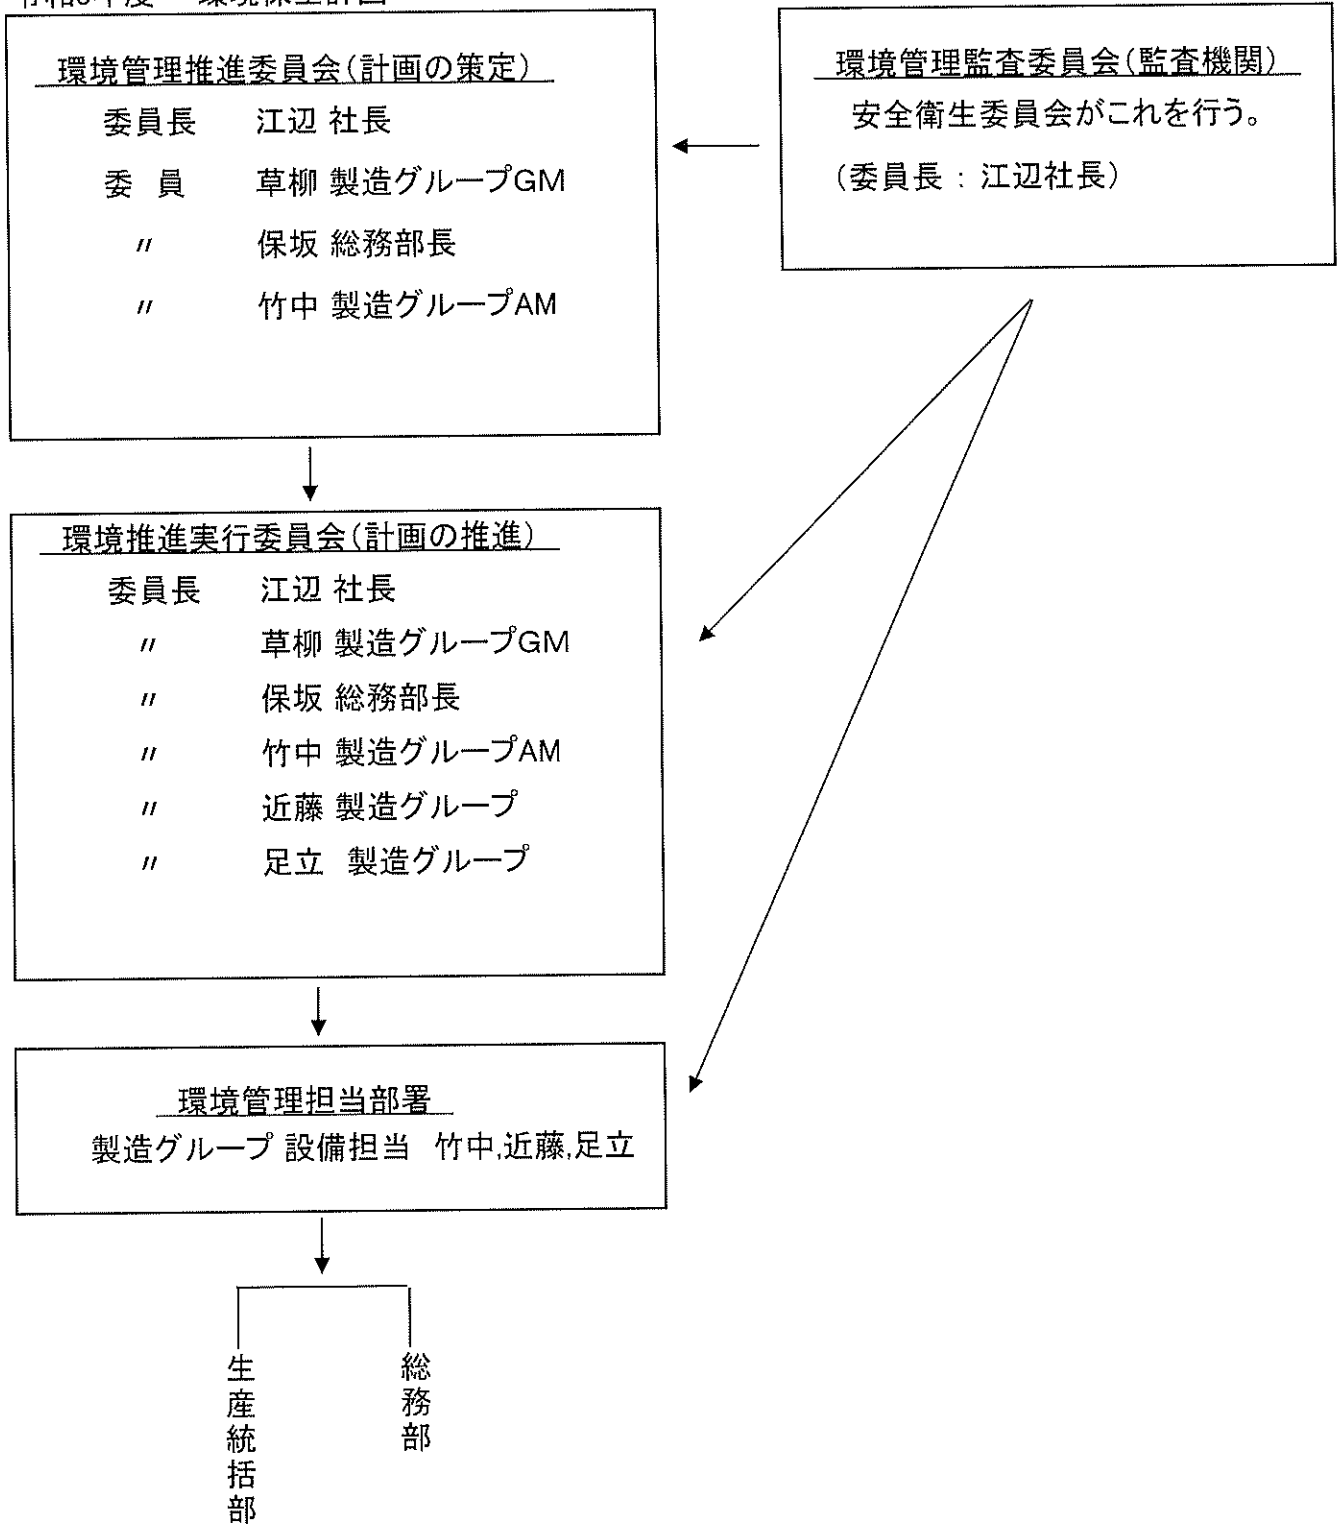 環境管理推進委員会(計画の策定)
委員長 江辺 社長
委 員 草柳 製造グループGM
〃 保坂 総務部長
〃 竹中 製造グループAM
環境管理監査委員会(監査機関)
安全衛生委員会がこれを行う。
(委員長 : 江辺社長)
環境推進実行委員会(計画の推進)
委員長 江辺 社長
〃 草柳 製造グループGM
〃 保坂 総務部長
〃 竹中 製造グループAM
〃 近藤 製造グループ
〃 足立 製造グループ
環境管理担当部署
製造グループ 設備担当 竹中,近藤,足立
生産統括部
総務部